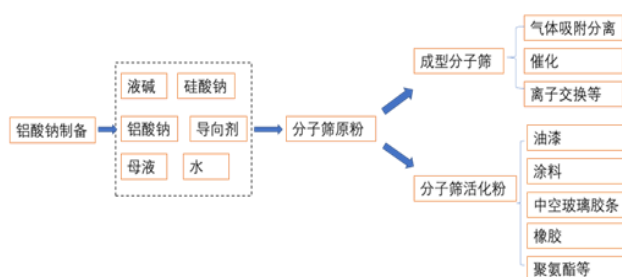 铝酸钠制备
液碱
硅酸钠
铝酸钠
导向剂
母液
水
分子筛原粉
成型分子筛
气体吸附分离
催化
离子交换等
分子筛活化粉
油漆
涂料
中空玻璃胶条
橡胶
聚氨酯等